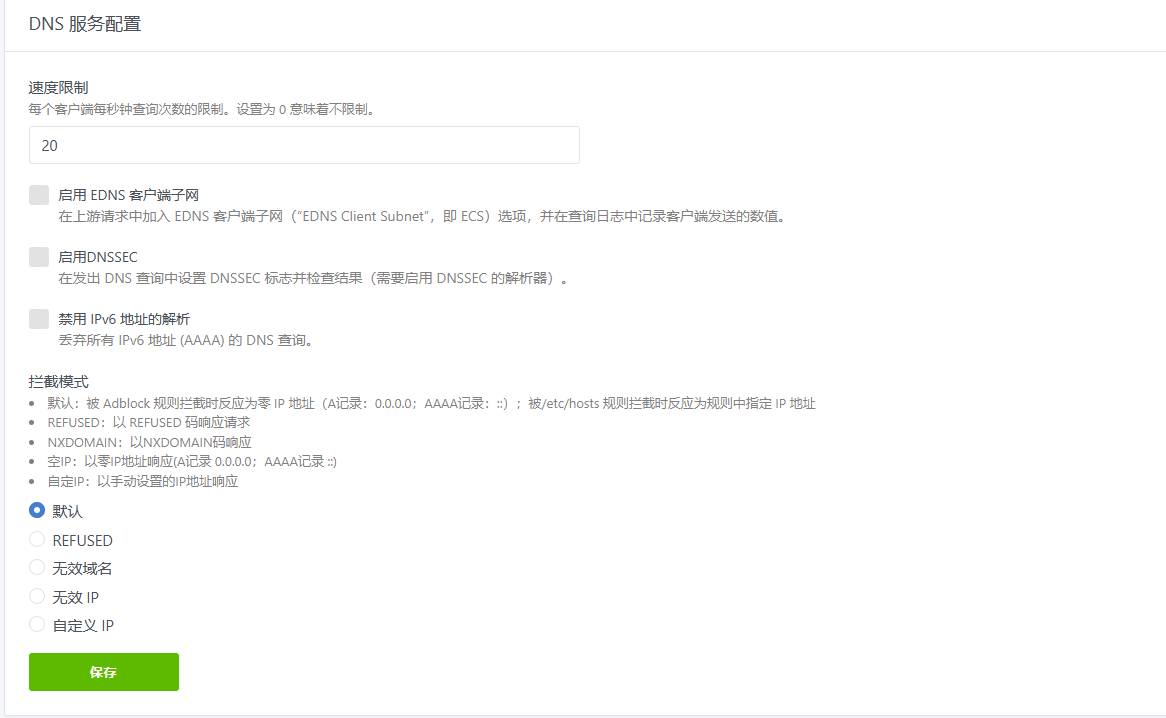 DNS 服务配置
速度限制
每个客户端每秒钟查询次数的限制。设置为 0 意味着不限制。
20
启用 EDNS 客户端子网
在上游请求中加入 EDNS 客户端子网（“EDNS Client Subnet”，即 ECS）选项，并在查询日志中记录客户端发送的数值。
启用DNSSEC
在发出 DNS 查询中设置 DNSSEC 标志并检查结果（需要启用 DNSSEC 的解析器）。
禁用 IPv6 地址的解析
丢弃所有 IPv6 地址 (AAAA) 的 DNS 查询。
拦截模式
默认：被 Adblock 规则拦截时反应为零 IP 地址（A记录：0.0.0.0；AAAA记录：::）；被/etc/hosts 规则拦截时反应为规则中指定 IP 地址
REFUSED：以 REFUSED 码响应请求
NXDOMAIN：以NXDOMAIN码响应
空IP：以零IP地址响应(A记录 0.0.0.0；AAAA记录 ::)
自定IP：以手动设置的IP地址响应
默认
REFUSED
无效域名
无效 IP
自定义 IP
保存